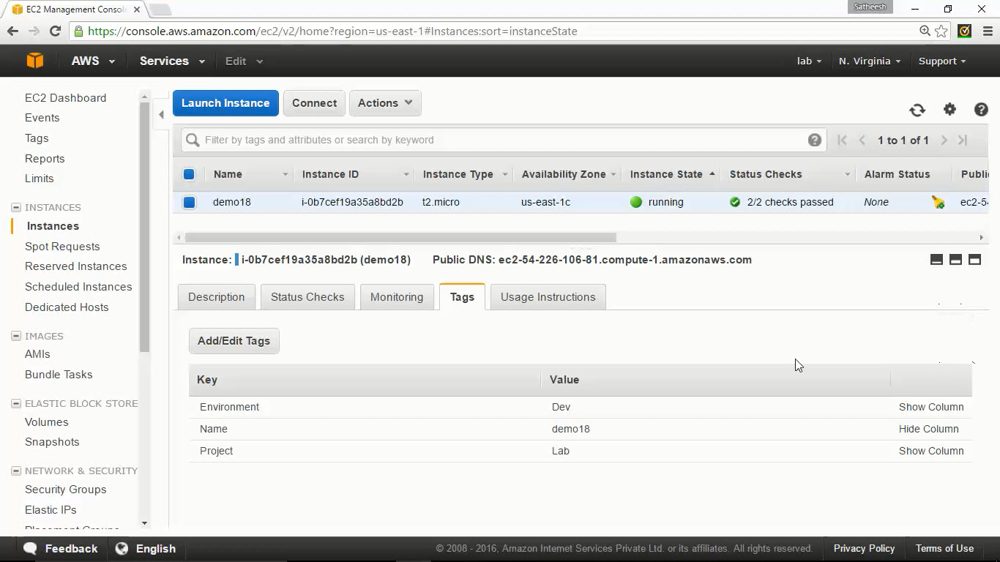 EC2 Management Consol
Satheesh
https://console.aws.amazon.com/ec2/v2/home?region=us-east-1#Instances:sort=instanceState
AWS Services Edit lab N. Virginia Support
EC2 Dashboard
Events
Tags
Reports
Limits
INSTANCES
Instances
Spot Requests
Reserved Instances
Scheduled Instances
Dedicated Hosts
IMAGES
AMIs
Bundle Tasks
ELASTIC BLOCK STORE
Volumes
Snapshots
NETWORK & SECURITY
Security Groups
Elastic IPs
Placement Groups
Launch Instance Connect Actions
Filter by tags and attributes or search by keyword
1 to 1 of 1
Name Instance ID Instance Type Availability Zone Instance State Status Checks Alarm Status Publi
demo18 i-0b7cef19a35a8bd2b t2.micro us-east-1c running 2/2 checks passed None ec2-5
Instance: i-0b7cef19a35a8bd2b (demo18) Public DNS: ec2-54-226-106-81.compute-1.amazonaws.com
Description Status Checks Monitoring Tags Usage Instructions
Add/Edit Tags
Key Value
Environment Dev Show Column
Name demo18 Hide Column
Project Lab Show Column
Feedback English © 2008 - 2016, Amazon Internet Services Private Ltd. or its affiliates. All rights reserved. Privacy Policy Terms of Use